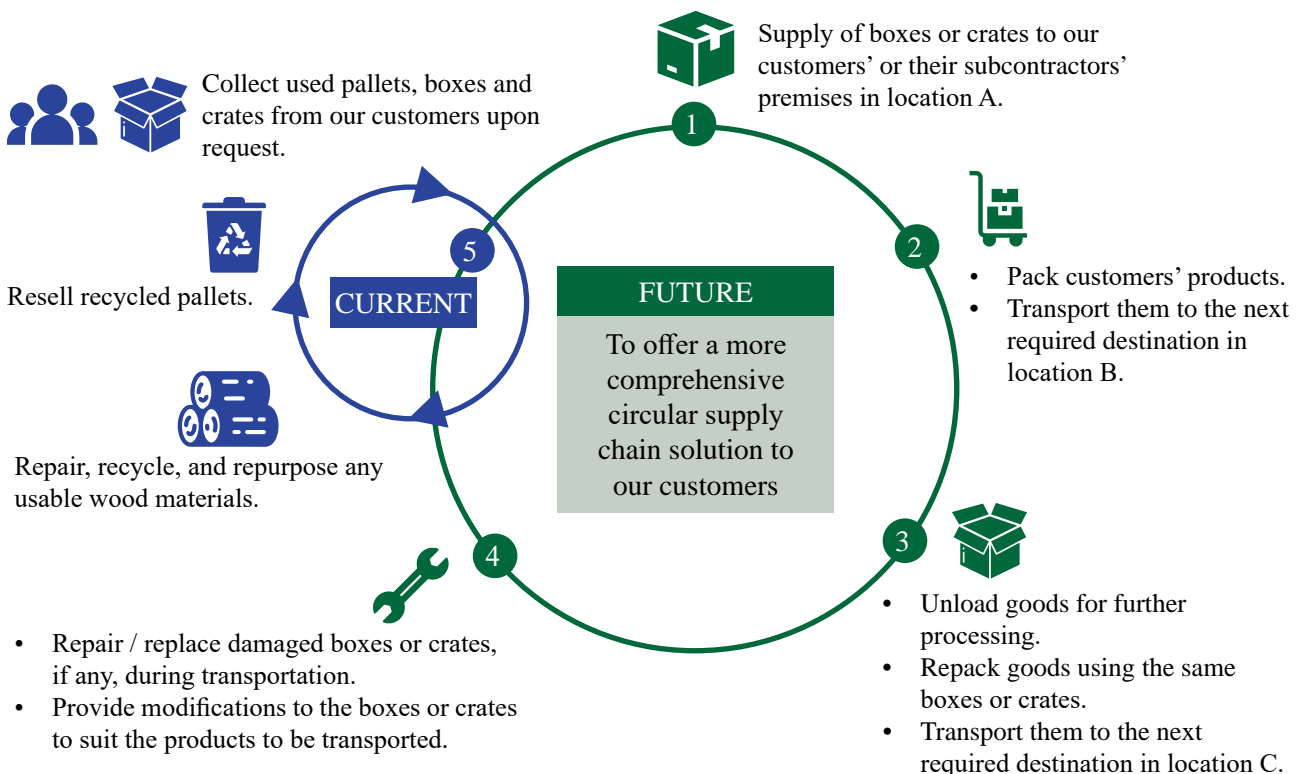 Supply of boxes or crates to our
customers’ or their subcontractors’
premises in location A.
1
2
• Pack customers’ products.
• Transport them to the next
required destination in
location B.
3
• Unload goods for further
processing.
• Repack goods using the same
boxes or crates.
• Transport them to the next
required destination in location C.
4
• Repair / replace damaged boxes or crates,
if any, during transportation.
• Provide modifications to the boxes or crates
to suit the products to be transported.
5
CURRENT
Collect used pallets, boxes and
crates from our customers upon
request.
Resell recycled pallets.
Repair, recycle, and repurpose any
usable wood materials.
FUTURE
To offer a more
comprehensive
circular supply
chain solution to
our customers